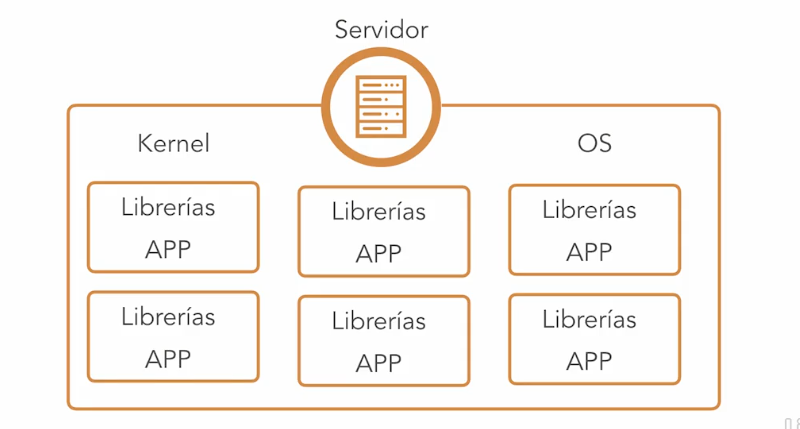 Servidor
Kernel
OS
Librerías
APP
Librerías
APP
Librerías
APP
Librerías
APP
Librerías
APP
Librerías
APP